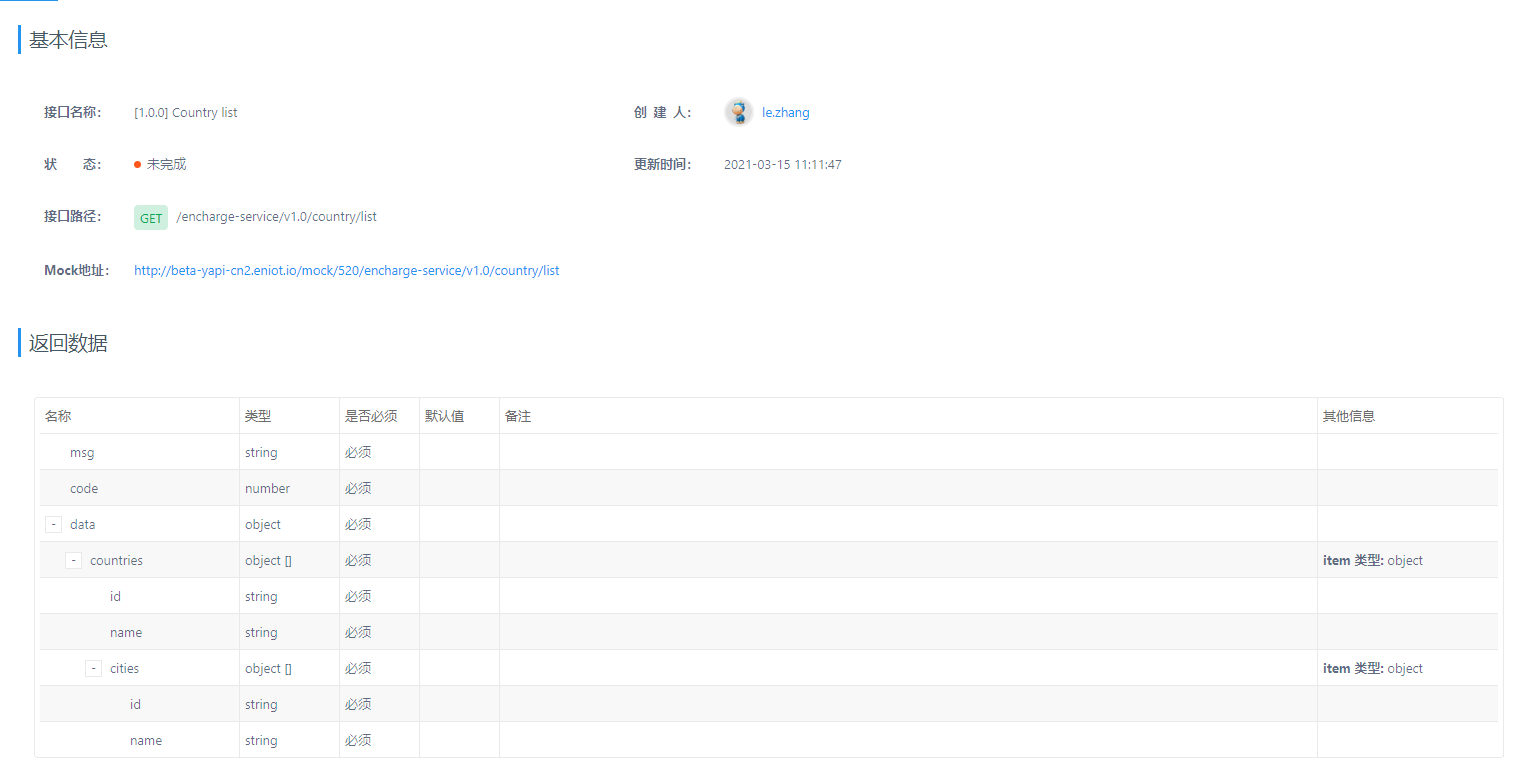 基本信息
接口名称： [1.0.0] Country list 创 建 人： le.zhang
状 态： 未完成 更新时间： 2021-03-15 11:11:47
接口路径： GET /encharge-service/v1.0/country/list
Mock地址： http://beta-yapi-cn2.eniot.io/mock/520/encharge-service/v1.0/country/list
返回数据
名称 类型 是否必须 默认值 备注 其他信息
msg string 必须
code number 必须
- data object 必须
- countries object [] 必须 item 类型: object
id string 必须
name string 必须
- cities object [] 必须 item 类型: object
id string 必须
name string 必须